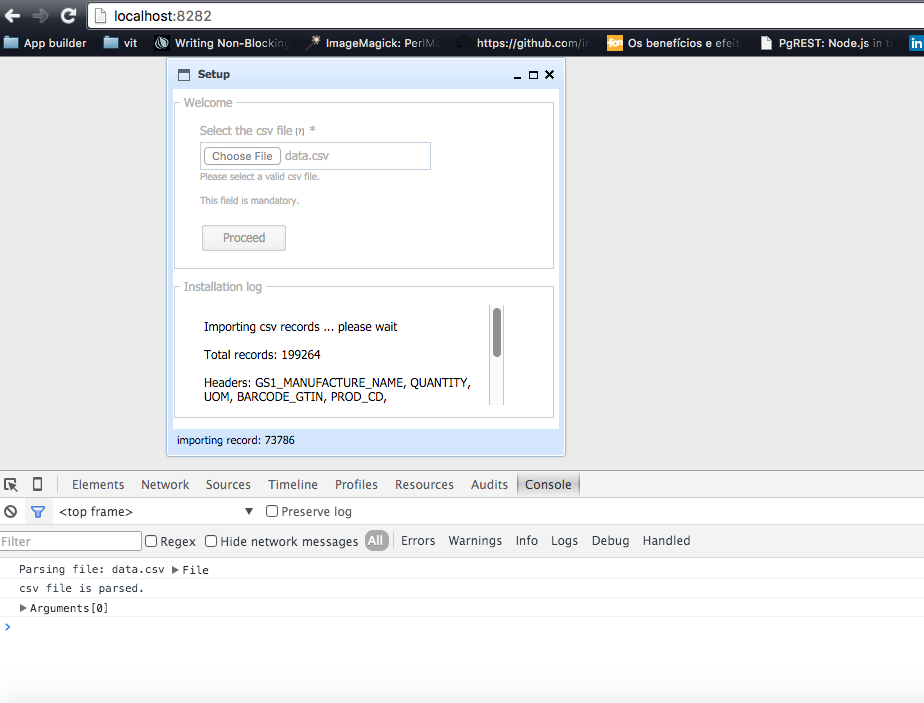 localhost:8282
App builder vit Writing Non-Blocking ImageMagick: PerlMa https://github.com/in Os benefícios e efeit PgREST: Node.js in t in
Setup
Welcome
Select the csv file [?] *
Choose File data.csv
Please select a valid csv file.
This field is mandatory.
Proceed
Installation log
Importing csv records ... please wait
Total records: 199264
Headers: GS1_MANUFACTURE_NAME, QUANTITY,
UOM, BARCODE_GTIN, PROD_CD,
importing record: 73786
Elements Network Sources Timeline Profiles Resources Audits Console
<top frame> Preserve log
Filter Regex Hide network messages All Errors Warnings Info Logs Debug Handled
Parsing file: data.csv File
csv file is parsed.
Arguments[0]